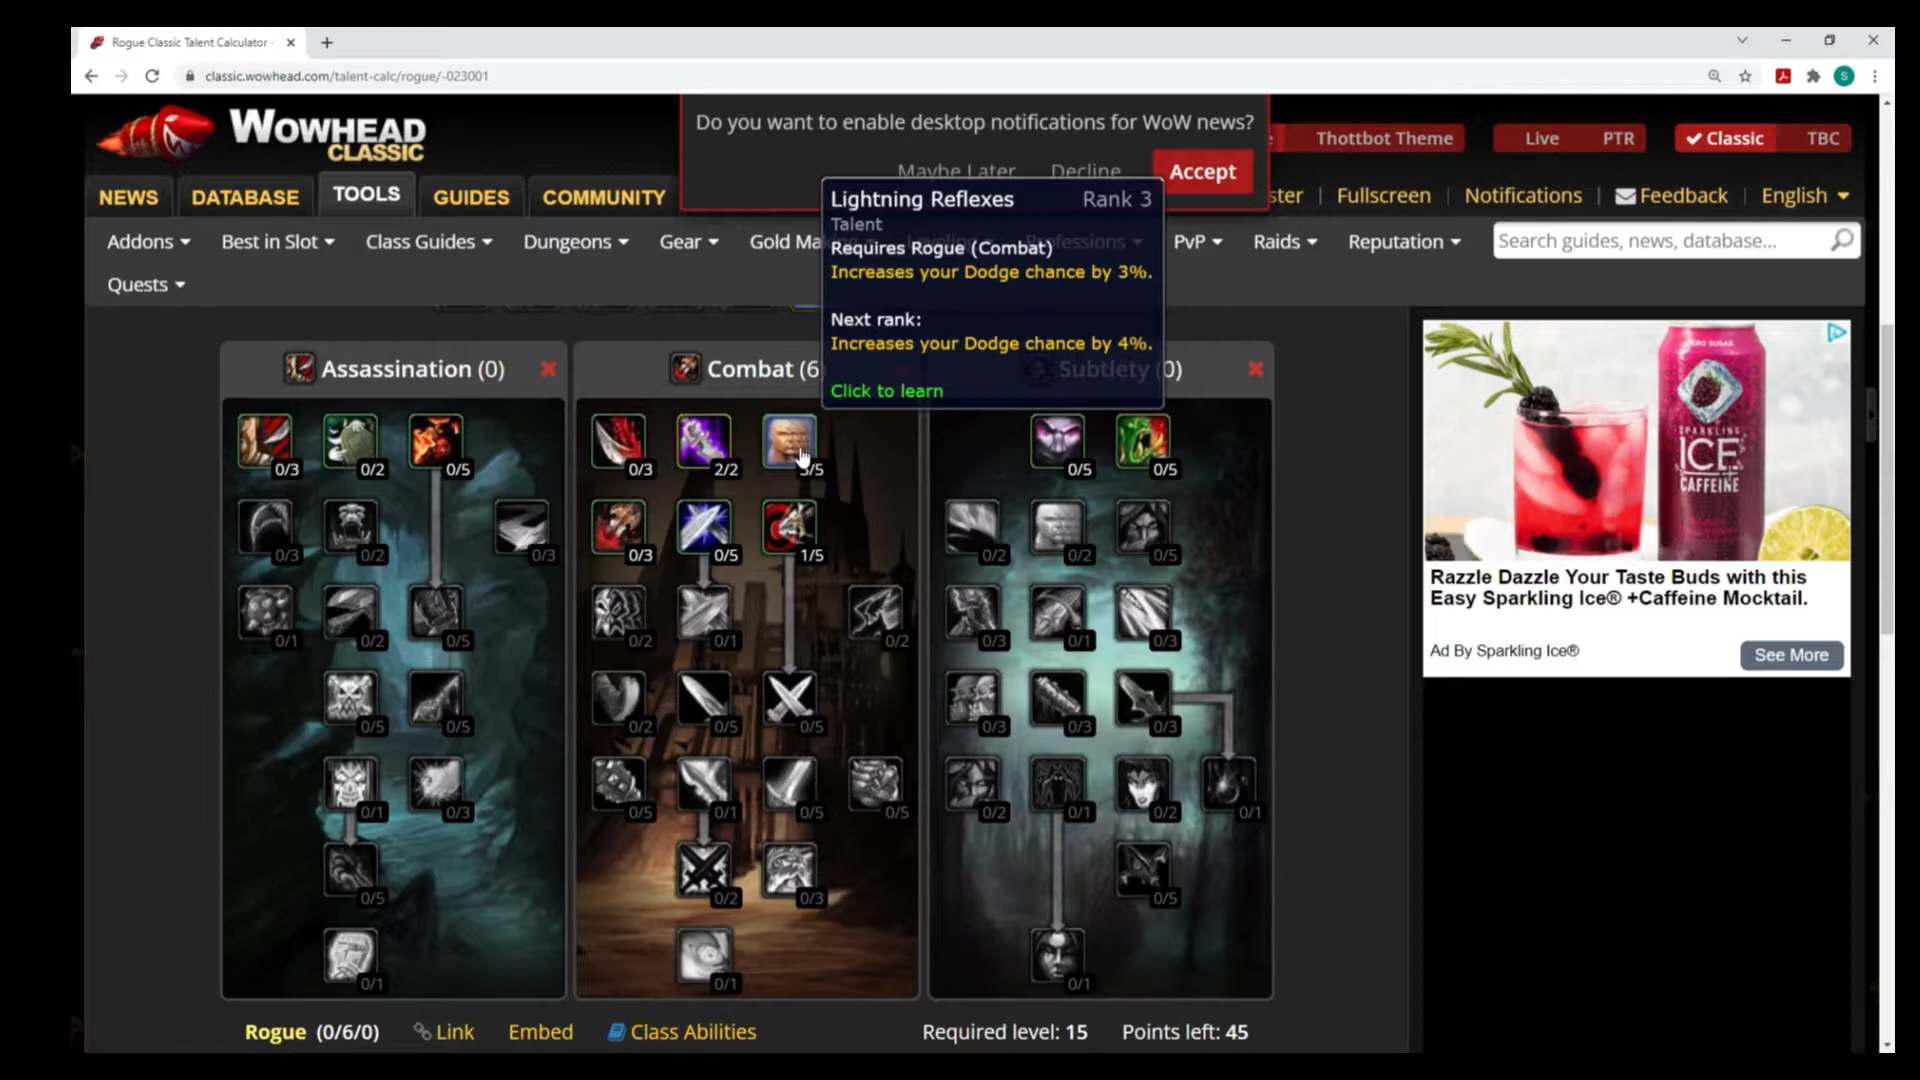 Rogue Classic Talent Calculator -
classic.wowhead.com/talent-calc/rogue/-023001
S
WOWHEAD
CLASSIC
Do you want to enable desktop notifications for WoW news?
Maybe Later Decline Accept
Thottbot Theme Live PTR Classic TBC
NEWS DATABASE TOOLS GUIDES COMMUNITY
Fullscreen Notifications Feedback English
Addons Best in Slot Class Guides Dungeons Gear PvP Raids Reputation
Search guides, news, database...
Quests
Lightning Reflexes Rank 3
Talent
Requires Rogue (Combat)
Increases your Dodge chance by 3%.
Next rank:
Increases your Dodge chance by 4%.
Click to learn
Assassination (0) Combat (6 Subtlety (0)
0/3 0/2 0/5 0/3 2/2 3/5 0/5 0/5
0/3 0/2 0/3 0/3 0/5 1/5 0/2 0/2 0/5
0/1 0/2 0/5 0/2 0/1 0/2 0/3 0/1 0/3
0/5 0/5 0/2 0/5 0/5 0/3 0/3 0/3
0/1 0/3 0/5 0/1 0/5 0/5 0/2 0/1 0/2 0/1
0/5 0/2 0/3 0/5
0/1 0/1 0/1
Rogue (0/6/0) Link Embed Class Abilities Required level: 15 Points left: 45
ZERO SUGAR
SPARKLING
ICE
+CAFFEINE
Razzle Dazzle Your Taste Buds with this
Easy Sparkling Ice® +Caffeine Mocktail.
Ad By Sparkling Ice®
See More